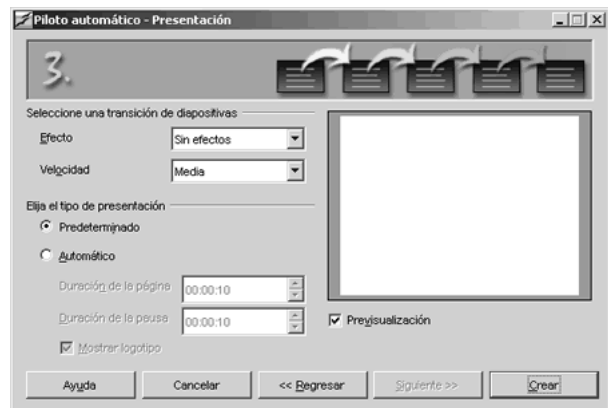 Piloto automático - Presentación
3.
Seleccione una transición de diapositivas
Efecto Sin efectos
Velocidad Media
Elija el tipo de presentación
Predeterminado
Automático
Duración de la página 00:00:10
Duración de la pausa 00:00:10
Previsualización
Mostrar logotipo
Ayuda Cancelar << Regresar Siguiente >> Crear